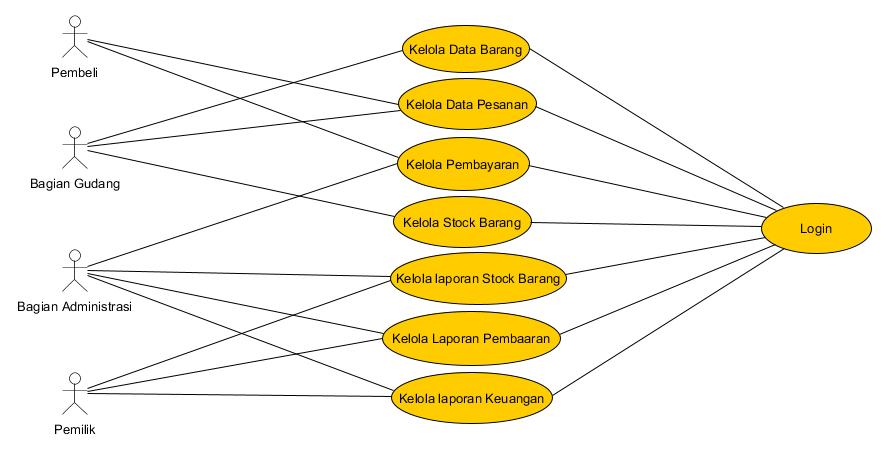 Pembeli
Bagian Gudang
Bagian Administrasi
Pemilik
Kelola Data Barang
Kelola Data Pesanan
Kelola Pembayaran
Kelola Stock Barang
Kelola laporan Stock Barang
Kelola Laporan Pembaaran
Kelola laporan Keuangan
Login